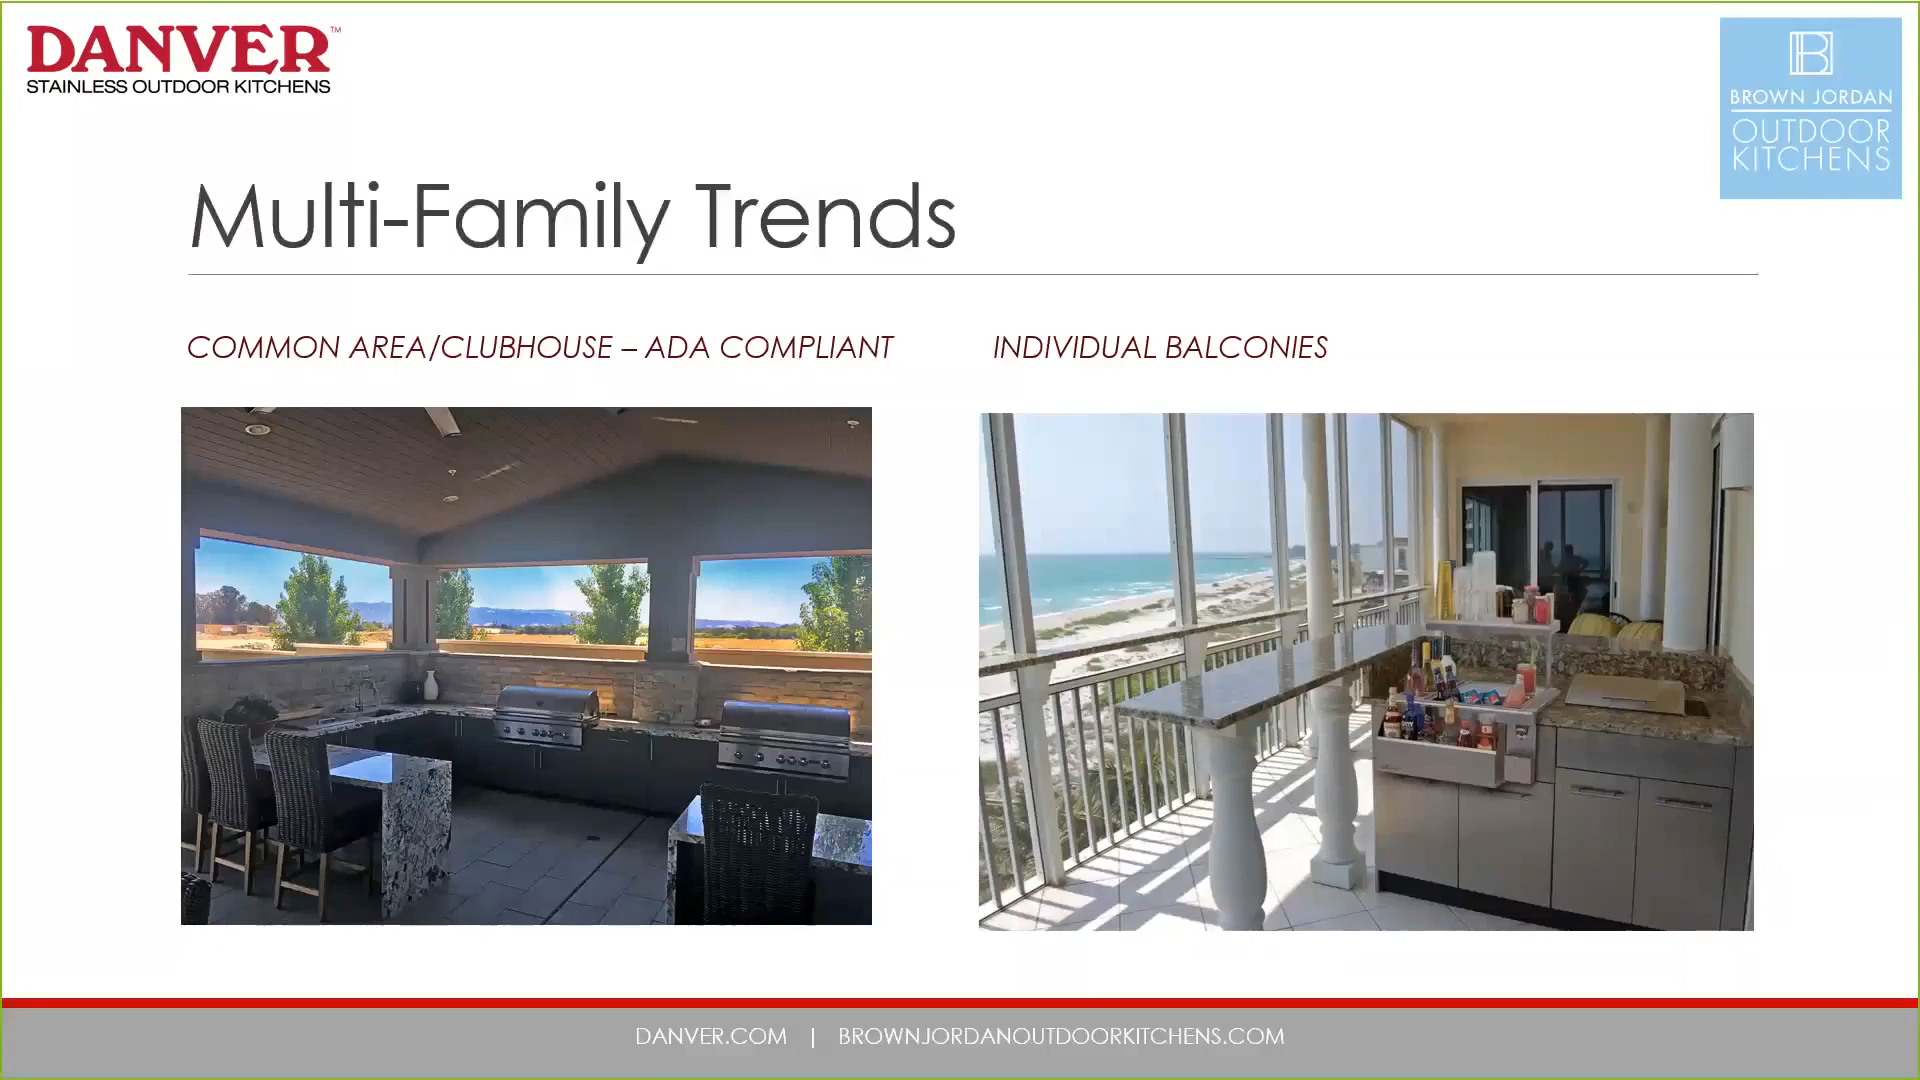 DANVER™
STAINLESS OUTDOOR KITCHENS
B
BROWN JORDAN
OUTDOOR
KITCHENS
Multi-Family Trends
COMMON AREA/CLUBHOUSE – ADA COMPLIANT
INDIVIDUAL BALCONIES
DANVER.COM | BROWNJORDANOUTDOORKITCHENS.COM